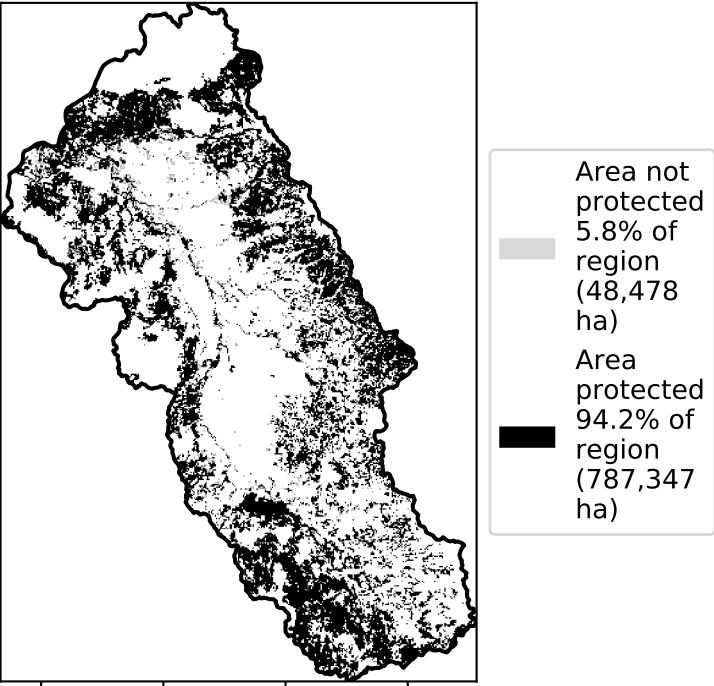 Area not
protected
5.8% of
region
(48,478
ha)
Area
protected
94.2% of
region
(787,347
ha)